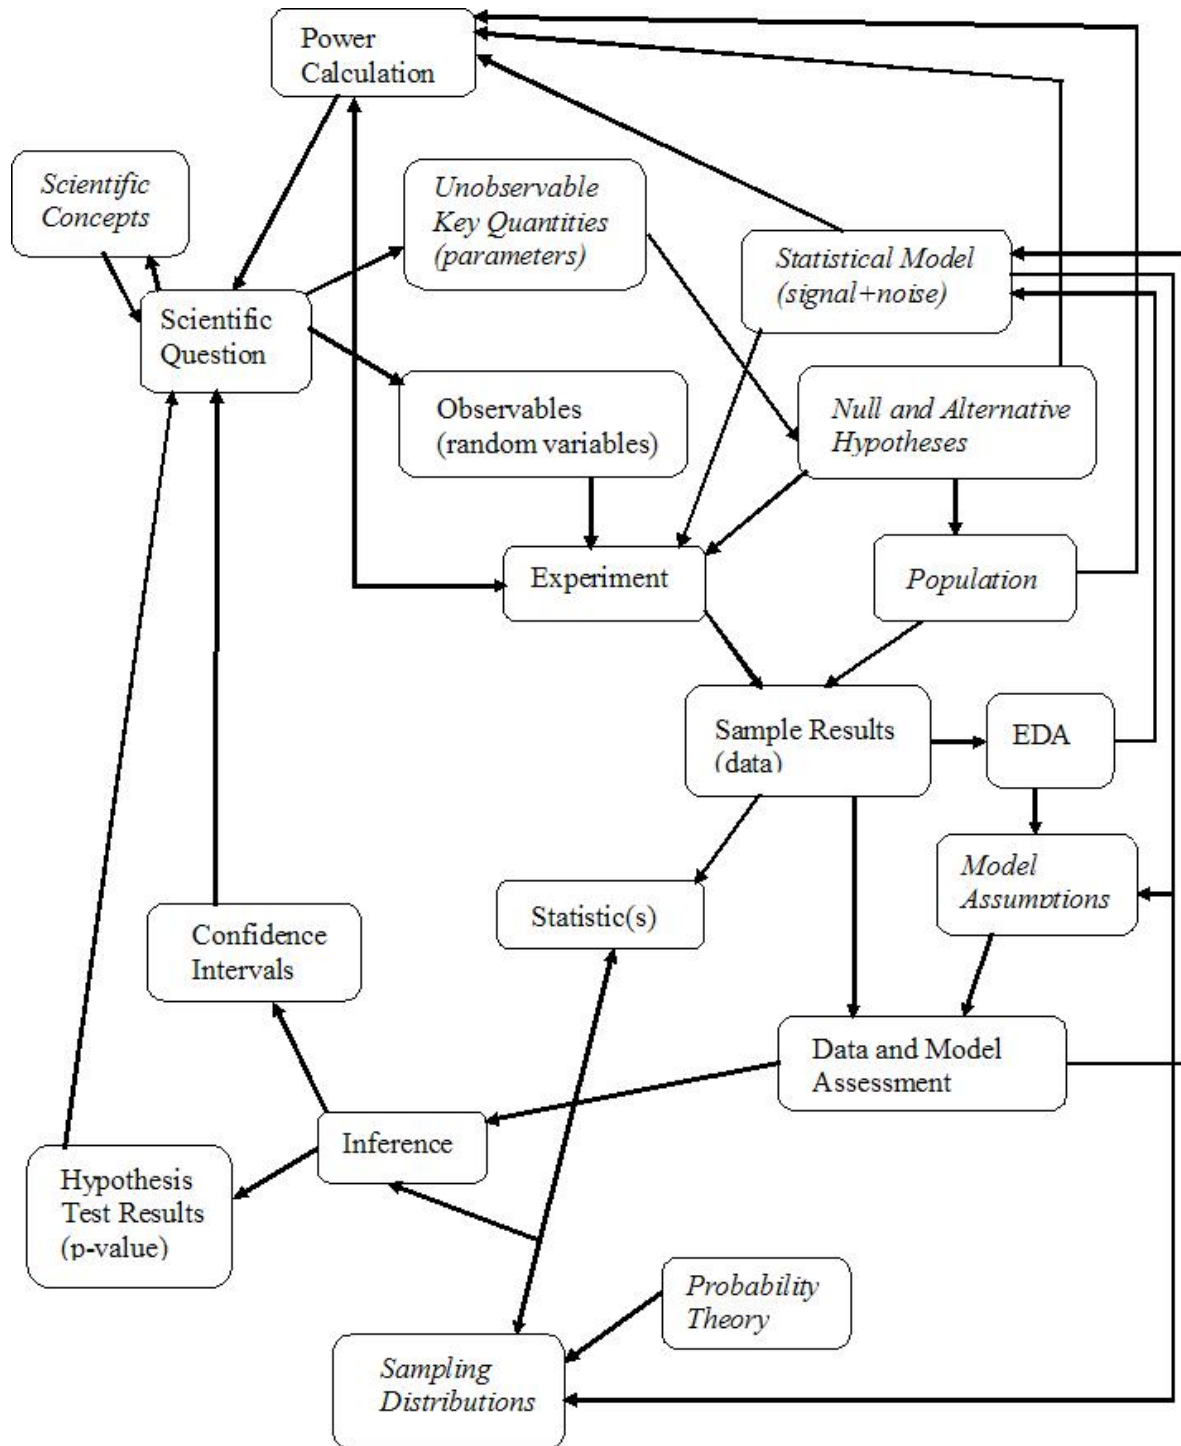 Power
Calculation
Scientific
Concepts
Unobservable
Key Quantities
(parameters)
Statistical Model
(signal+noise)
Scientific
Question
Observables
(random variables)
Null and Alternative
Hypotheses
Experiment
Population
Sample Results
(data)
EDA
Model
Assumptions
Statistic(s)
Confidence
Intervals
Data and Model
Assessment
Inference
Hypothesis
Test Results
(p-value)
Probability
Theory
Sampling
Distributions